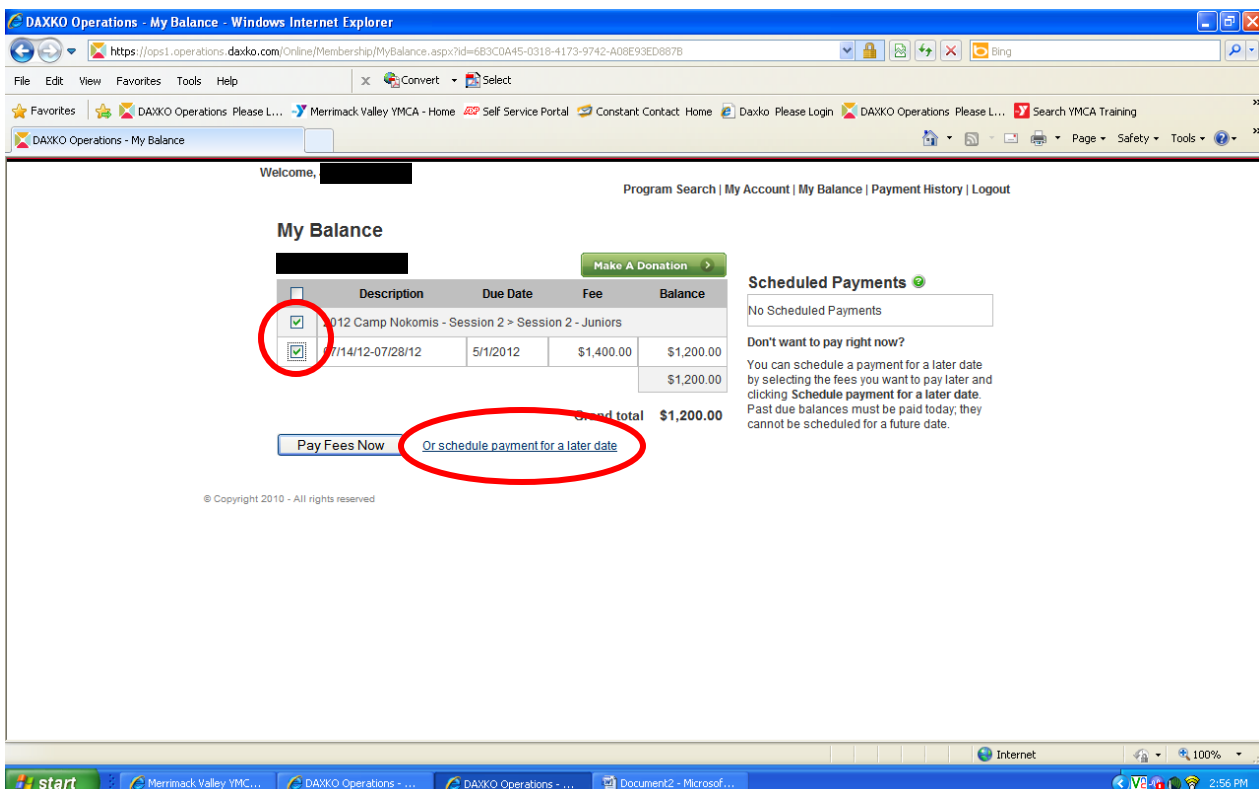 DAXKO Operations - My Balance - Windows Internet Explorer
https://ops1.operations.daxko.com/Online/Membership/MyBalance.aspx?id=6B3C0A45-0318-4173-9742-A08E93ED887B
Bing
File Edit View Favorites Tools Help x Convert Select
Favorites DAXKO Operations Please L... Merrimack Valley YMCA - Home Self Service Portal Constant Contact Home Daxko Please Login DAXKO Operations Please L... Search YMCA Training »
DAXKO Operations - My Balance Page Safety Tools »
Welcome,
Program Search | My Account | My Balance | Payment History | Logout
My Balance
Make A Donation
Description Due Date Fee Balance
2012 Camp Nokomis - Session 2 > Session 2 - Juniors
07/14/12-07/28/12 5/1/2012 $1,400.00 $1,200.00
$1,200.00
Grand total $1,200.00
Pay Fees Now Or schedule payment for a later date
Scheduled Payments
No Scheduled Payments
Don't want to pay right now?
You can schedule a payment for a later date
by selecting the fees you want to pay later and
clicking Schedule payment for a later date.
Past due balances must be paid today; they
cannot be scheduled for a future date.
© Copyright 2010 - All rights reserved
Internet 100%
start Merrimack Valley YMC... DAXKO Operations - ... DAXKO Operations - ... Document2 - Microsof... 2:56 PM